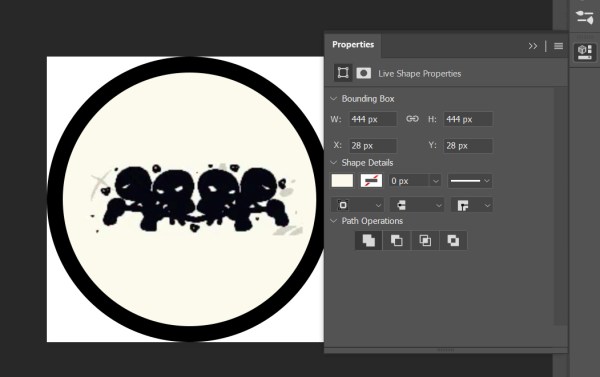 Properties
Live Shape Properties
Bounding Box
W: 444 px H: 444 px
X: 28 px Y: 28 px
Shape Details
0 px
Path Operations